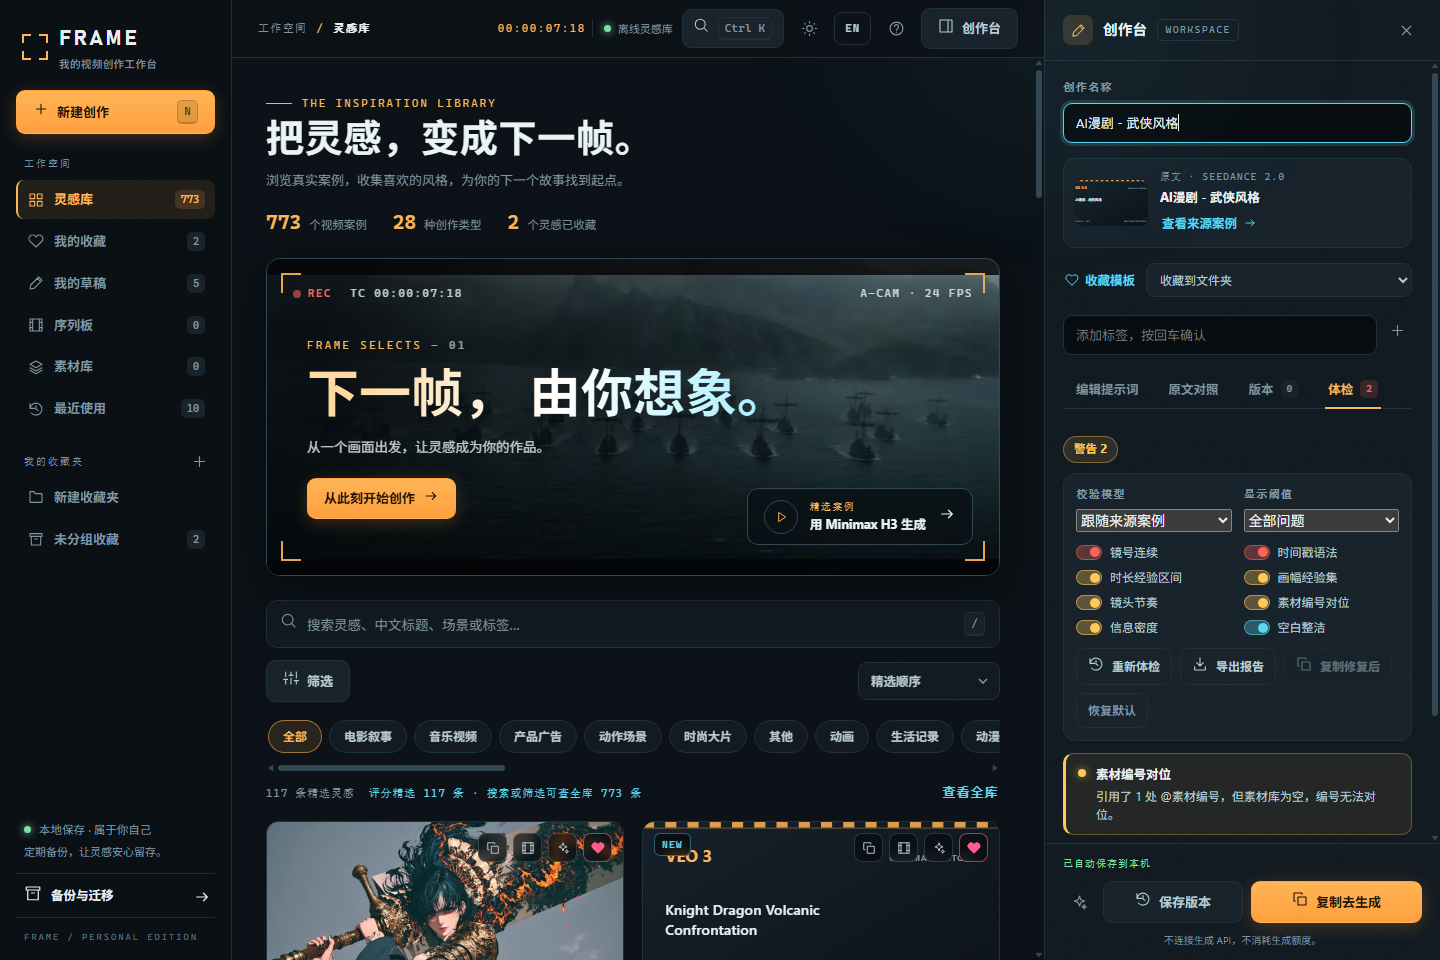 FRAME
我的视频创作工作台
新建创作 N
工作空间
灵感库 773
我的收藏 2
我的草稿 5
序列板 0
素材库 0
最近使用 10
我的收藏夹
新建收藏夹
未分组收藏 2
本地保存 · 属于你自己
定期备份，让灵感安心留存。
备份与迁移
FRAME / PERSONAL EDITION
工作空间 / 灵感库
00:00:07:18
离线灵感库
Ctrl K
EN
创作台
THE INSPIRATION LIBRARY
把灵感，变成下一帧。
浏览真实案例，收集喜欢的风格，为你的下一个故事找到起点。
773 个视频案例 28 种创作类型 2 个灵感已收藏
REC TC 00:00:07:18
A-CAM · 24 FPS
FRAME SELECTS — 01
下一帧， 由你想象。
从一个画面出发，让灵感成为你的作品。
从此刻开始创作
精选案例
用 Minimax H3 生成
搜索灵感、中文标题、场景或标签... /
筛选
精选顺序
全部 电影叙事 音乐视频 产品广告 动作场景 时尚大片 其他 动画 生活记录 动漫
117 条精选灵感 评分精选 117 条 · 搜索或筛选可查全库 773 条
查看全库
NEW
VEO 3
Knight Dragon Volcanic
Confrontation
创作台 WORKSPACE
创作名称
AI漫剧 - 武侠风格
原文 · SEEDANCE 2.0
AI漫剧 - 武侠风格
查看来源案例
收藏模板 收藏到文件夹
添加标签，按回车确认
编辑提示词 原文对照 版本 0 体检 2
警告 2
校验模型 显示阈值
跟随来源案例 全部问题
镜号连续 时间戳语法
时长经验区间 画幅经验集
镜头节奏 素材编号对位
信息密度 空白整洁
重新体检 导出报告 复制修复后
恢复默认
素材编号对位
引用了 1 处 @素材编号，但素材库为空，编号无法对
位。
已自动保存到本机
保存版本 复制去生成
不连接生成 API，不消耗生成额度。